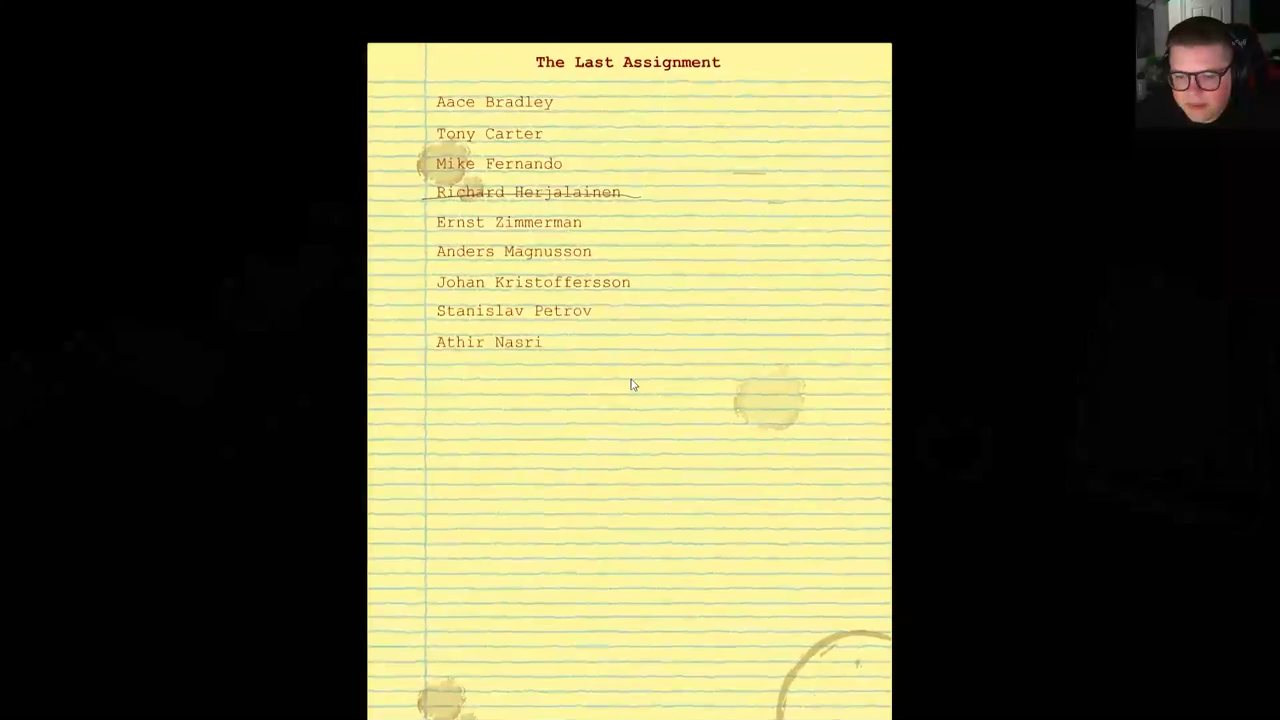 The Last Assignment
Aace Bradley
Tony Carter
Mike Fernando
Richard Herjalainen
Ernst Zimmerman
Anders Magnusson
Johan Kristoffersson
Stanislav Petrov
Athir Nasri